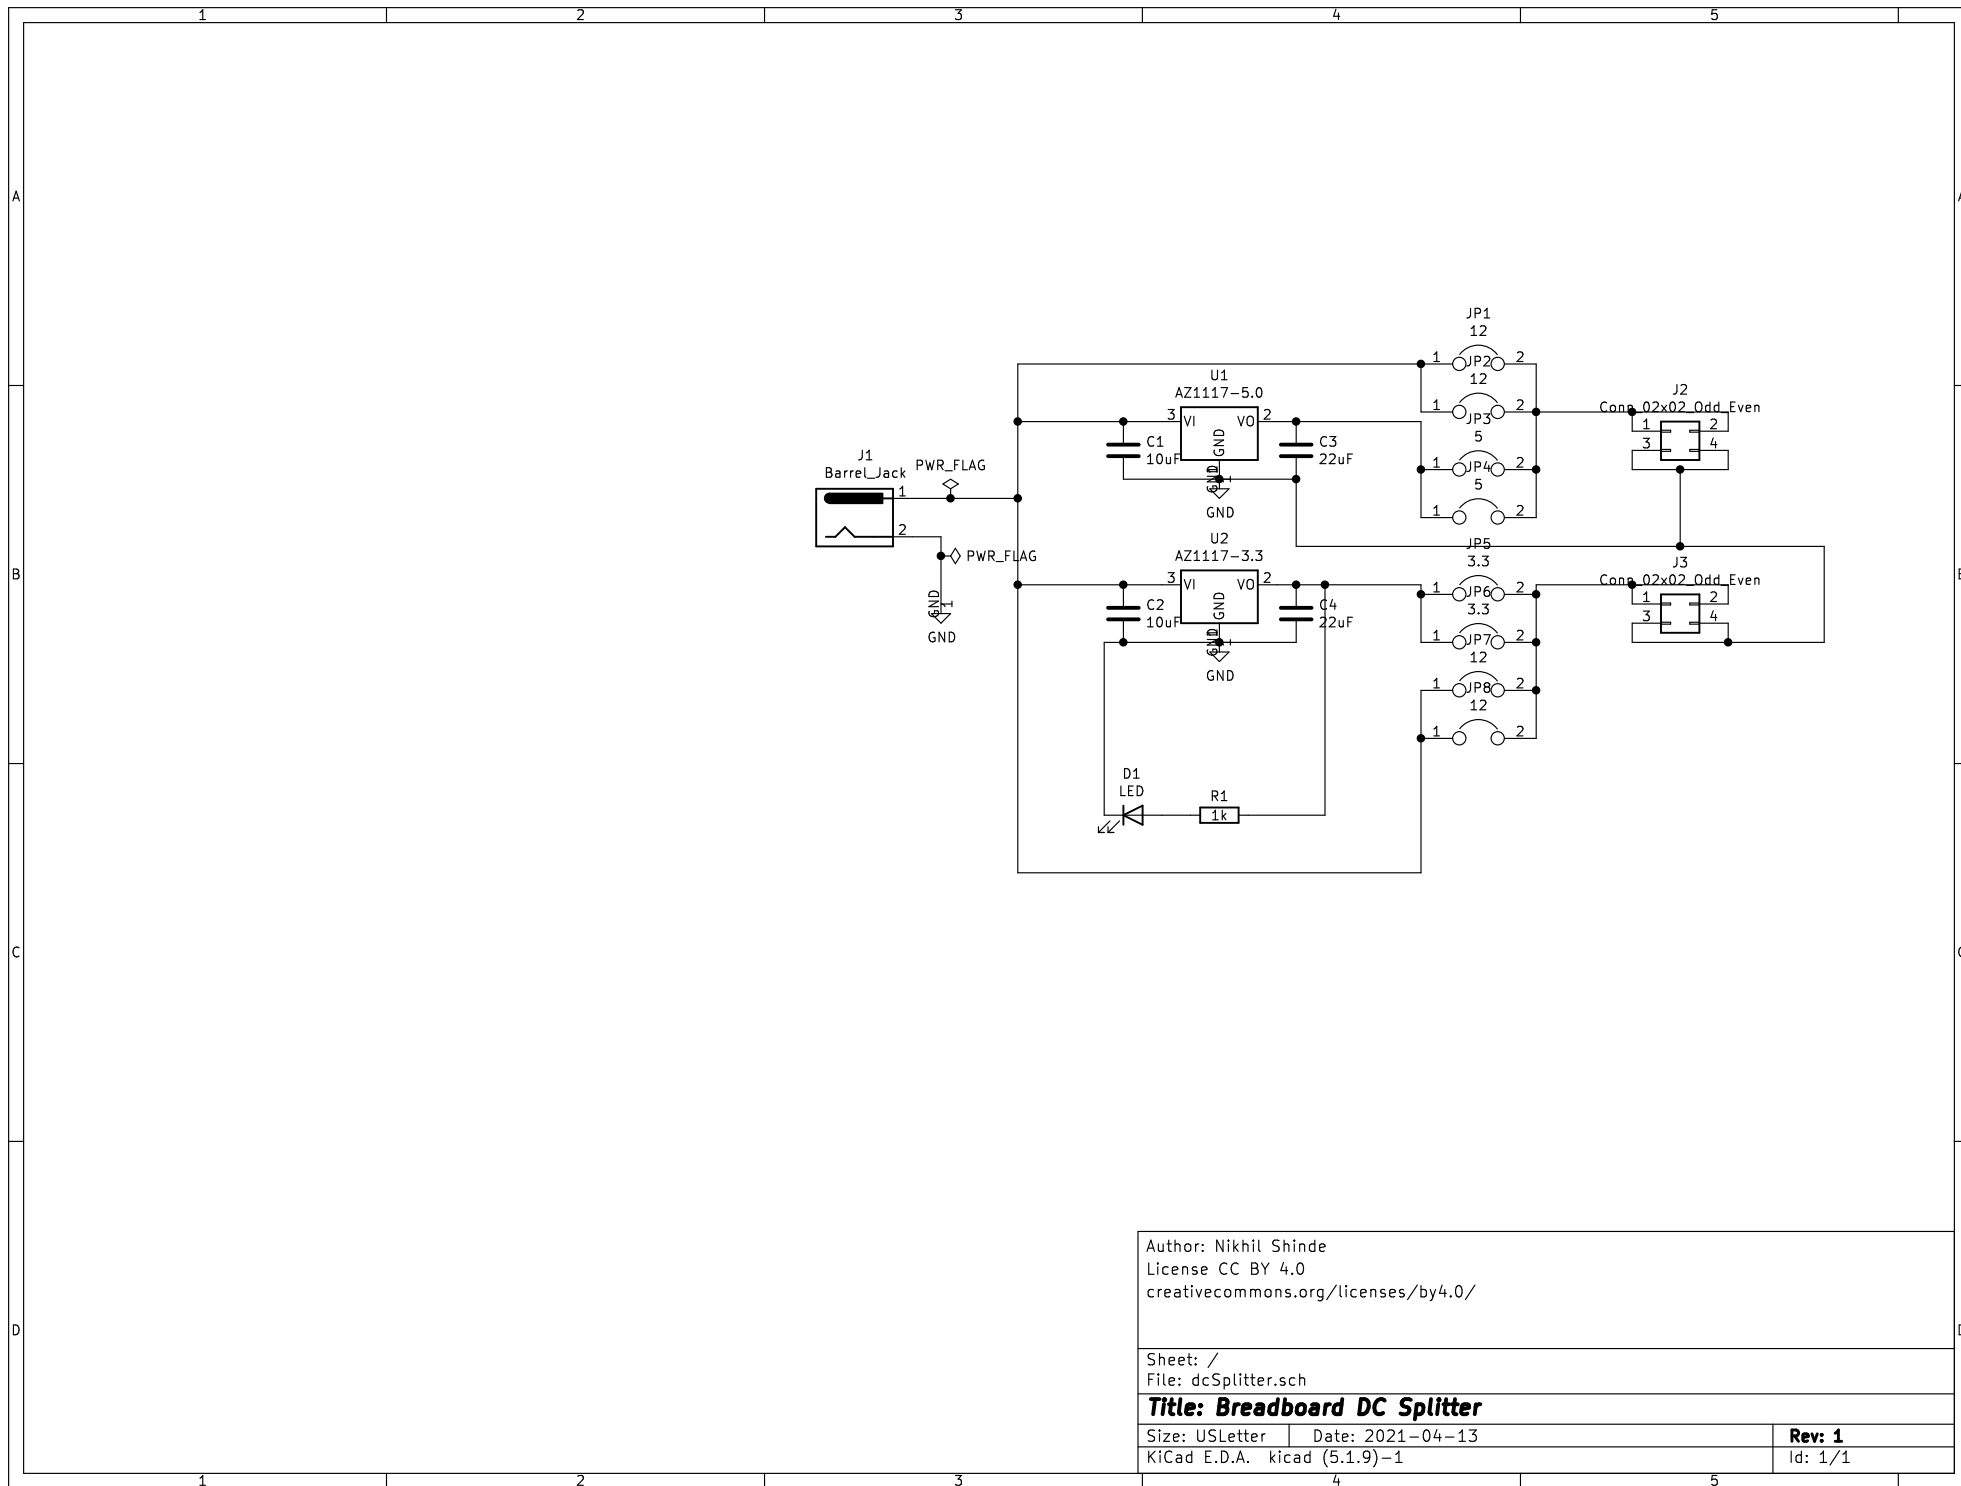 1 2 3 4 5
A
B
C
D
JP1
12
1 2
JP2
12
1 2
JP3
5
1 2
JP4
5
1 2
U1
AZ1117-5.0
3 VI VO 2
GND
C1
10uF
C3
22uF
GND 1
GND
J2
Conn_02x02_Odd_Even
1 2
3 4
J1
Barrel_Jack
1
2
PWR_FLAG
PWR_FLAG
GND 1
GND
U2
AZ1117-3.3
3 VI VO 2
GND
C2
10uF
C4
22uF
GND 1
GND
JP5
3.3
1 2
JP6
3.3
1 2
JP7
12
1 2
JP8
12
1 2
J3
Conn_02x02_Odd_Even
1 2
3 4
D1
LED
R1
1k
Author: Nikhil Shinde
License CC BY 4.0
creativecommons.org/licenses/by4.0/
Sheet: /
File: dcSplitter.sch
Title: Breadboard DC Splitter
Size: USLetter Date: 2021-04-13 Rev: 1
KiCad E.D.A. kicad (5.1.9)-1 Id: 1/1
1 2 3 4 5